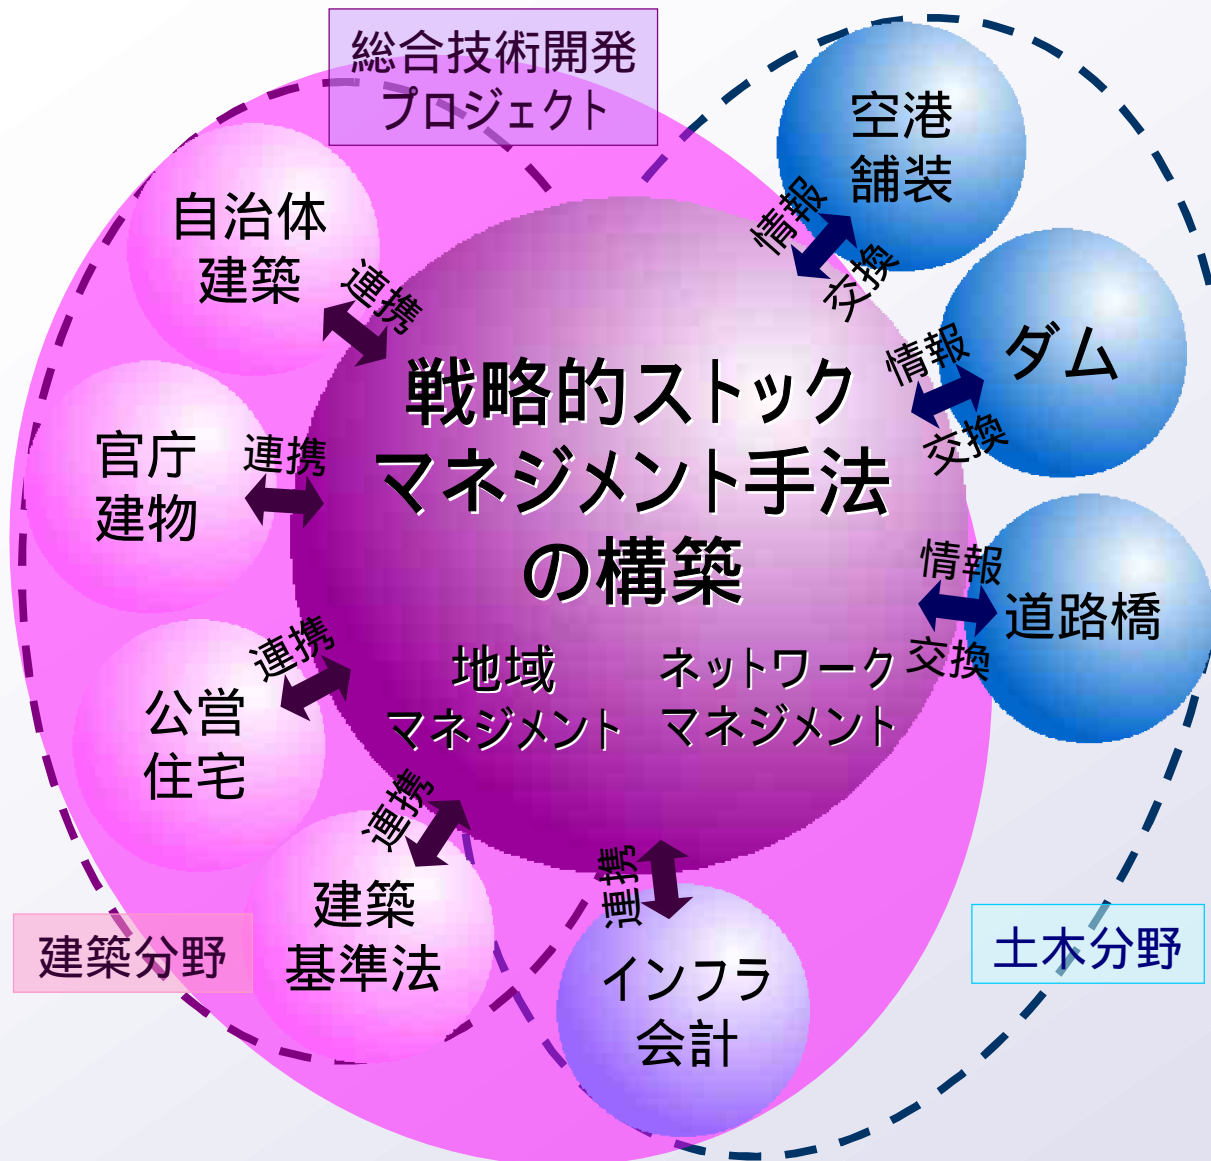 総合技術開発
プロジェクト
空港
舗装
情報
交換
自治体
建築
連携
ダム
情報
交換
戦略的ストック
マネジメント手法
の構築
官庁
建物
連携
情報
交換
道路橋
地域
マネジメント
ネットワーク
マネジメント
公営
住宅
連携
建築
基準法
連携
インフラ
会計
連携
建築分野
土木分野